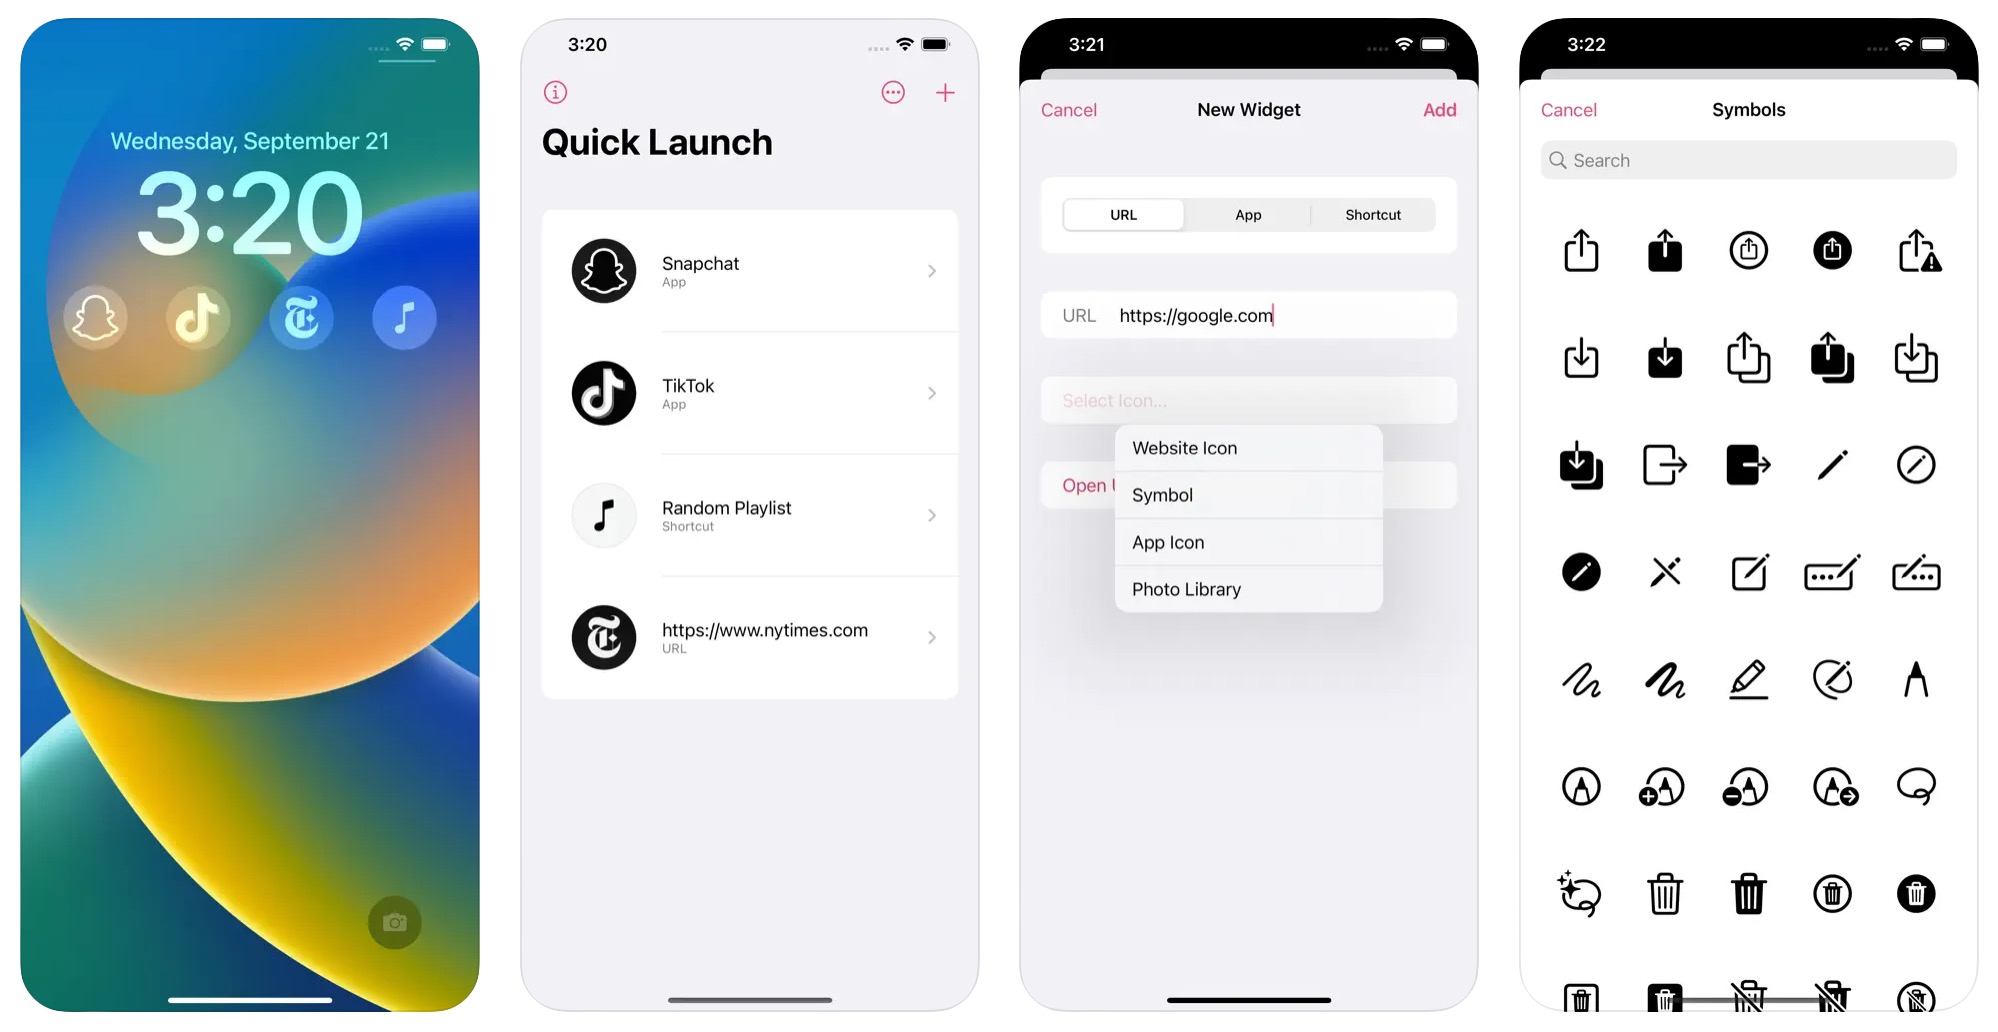 Wednesday, September 21
3:20
3:20
Quick Launch
Snapchat
App
TikTok
App
Random Playlist
Shortcut
https://www.nytimes.com
URL
3:21
Cancel
New Widget
Add
URL
App
Shortcut
URL
https://google.com
Select Icon...
Open
Website Icon
Symbol
App Icon
Photo Library
3:22
Cancel
Symbols
Search